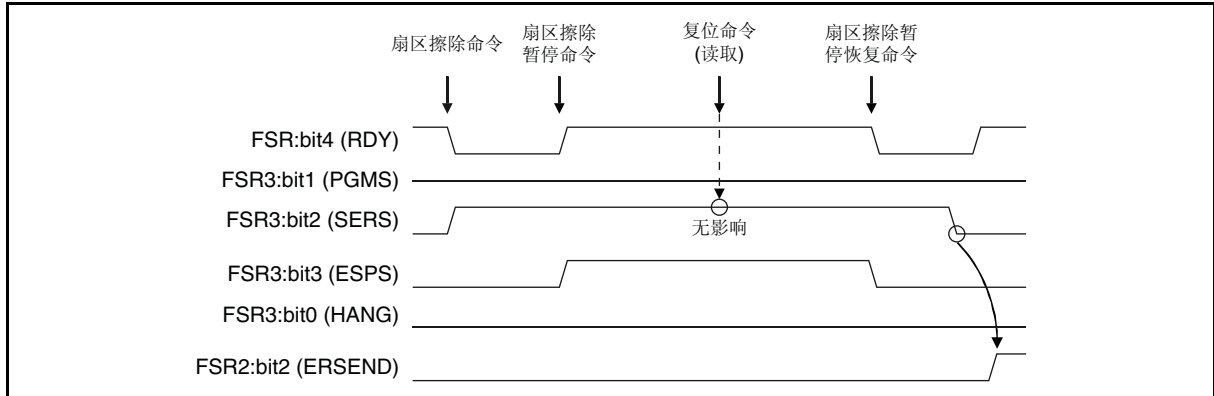 扇区擦除命令
扇区擦除
暂停命令
复位命令
(读取)
扇区擦除暂
停恢复命令
FSR:bit4 (RDY)
FSR3:bit1 (PGMS)
FSR3:bit2 (SERS)
无影响
FSR3:bit3 (ESPS)
FSR3:bit0 (HANG)
FSR2:bit2 (ERSEND)